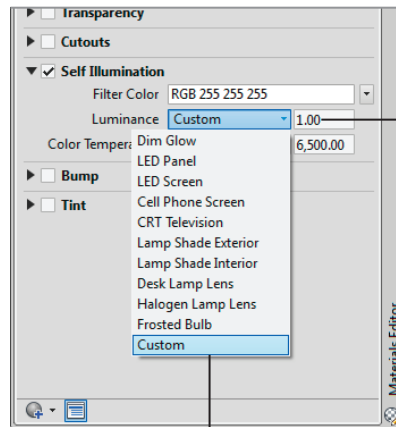 Transparency
Cutouts
Self Illumination
Filter Color RGB 255 255 255
Luminance Custom 1.00
Color Tempera 6,500.00
Dim Glow
LED Panel
LED Screen
Cell Phone Screen
CRT Television
Lamp Shade Exterior
Lamp Shade Interior
Desk Lamp Lens
Halogen Lamp Lens
Frosted Bulb
Custom
Bump
Tint
Materials Editor